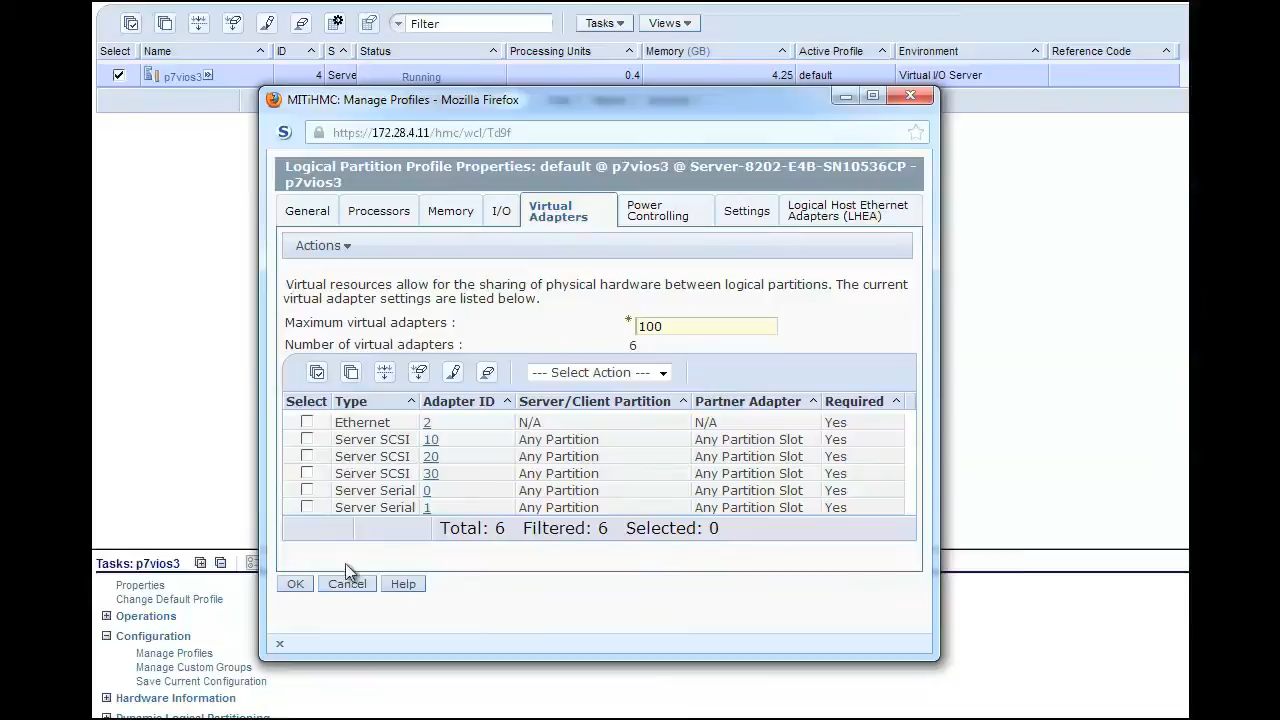 Filter
Tasks
Views
Select Name ID S Status Processing Units Memory (GB) Active Profile Environment Reference Code
p7vios3 4 Serve Running 0.4 4.25 default Virtual I/O Server
MITiHMC: Manage Profiles - Mozilla Firefox
S https://172.28.4.11/hmc/wcl/Td9f
Logical Partition Profile Properties: default @ p7vios3 @ Server-8202-E4B-SN10536CP -
p7vios3
General
Processors
Memory
I/O
Virtual
Adapters
Power
Controlling
Settings
Logical Host Ethernet
Adapters (LHEA)
Actions
Virtual resources allow for the sharing of physical hardware between logical partitions. The current
virtual adapter settings are listed below.
Maximum virtual adapters : * 100
Number of virtual adapters : 6
--- Select Action ---
Select Type Adapter ID Server/Client Partition Partner Adapter Required
Ethernet 2 N/A N/A Yes
Server SCSI 10 Any Partition Any Partition Slot Yes
Server SCSI 20 Any Partition Any Partition Slot Yes
Server SCSI 30 Any Partition Any Partition Slot Yes
Server Serial 0 Any Partition Any Partition Slot Yes
Server Serial 1 Any Partition Any Partition Slot Yes
Total: 6 Filtered: 6 Selected: 0
OK Cancel Help
Tasks: p7vios3
Properties
Change Default Profile
Operations
Configuration
Manage Profiles
Manage Custom Groups
Save Current Configuration
Hardware Information
Dynamic Logical Partitioning